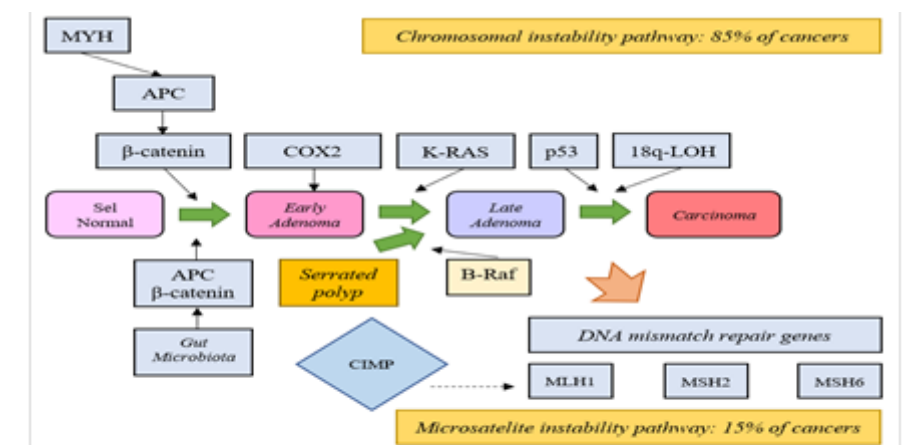 MYH
Chromosomal instability pathway: 85% of cancers
APC
β-catenin
COX2
K-RAS
p53
18q-LOH
Sel
Normal
Early
Adenoma
Late
Adenoma
Carcinoma
APC
β-catenin
Serrated
polyp
B-Raf
Gut
Microbiota
DNA mismatch repair genes
CIMP
MLH1
MSH2
MSH6
Microsatelite instability pathway: 15% of cancers